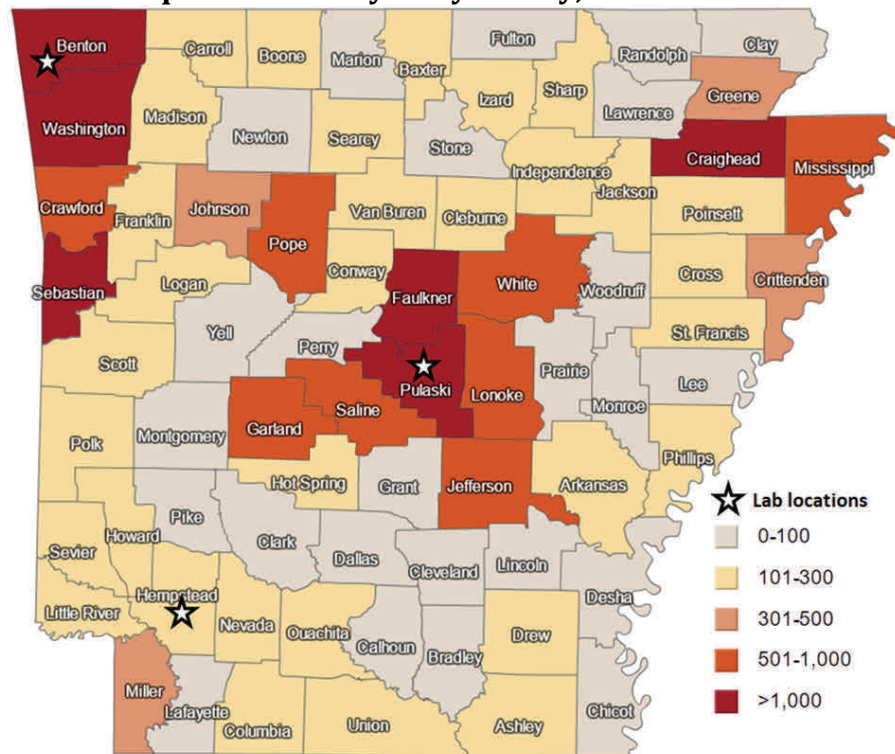 Benton
Carroll
Boone
Marion
Fulton
Randolph
Clay
Baxter
Izard
Sharp
Lawrence
Greene
Washington
Madison
Newton
Searcy
Stone
Independence
Jackson
Craighead
Mississippi
Crawford
Franklin
Johnson
Pope
Van Buren
Cleburne
Poinsett
Sebastian
Logan
Conway
Faulkner
White
Woodruff
Cross
Crittenden
Scott
Yell
Perry
Pulaski
Lonoke
Prairie
St. Francis
Lee
Monroe
Polk
Montgomery
Garland
Saline
Hot Spring
Grant
Jefferson
Arkansas
Phillips
Sevier
Howard
Pike
Clark
Dallas
Cleveland
Lincoln
Desha
Little River
Hempstead
Nevada
Ouachita
Calhoun
Bradley
Drew
Miller
Lafayette
Columbia
Union
Ashley
Chicot
Lab locations
0-100
101-300
301-500
501-1,000
>1,000